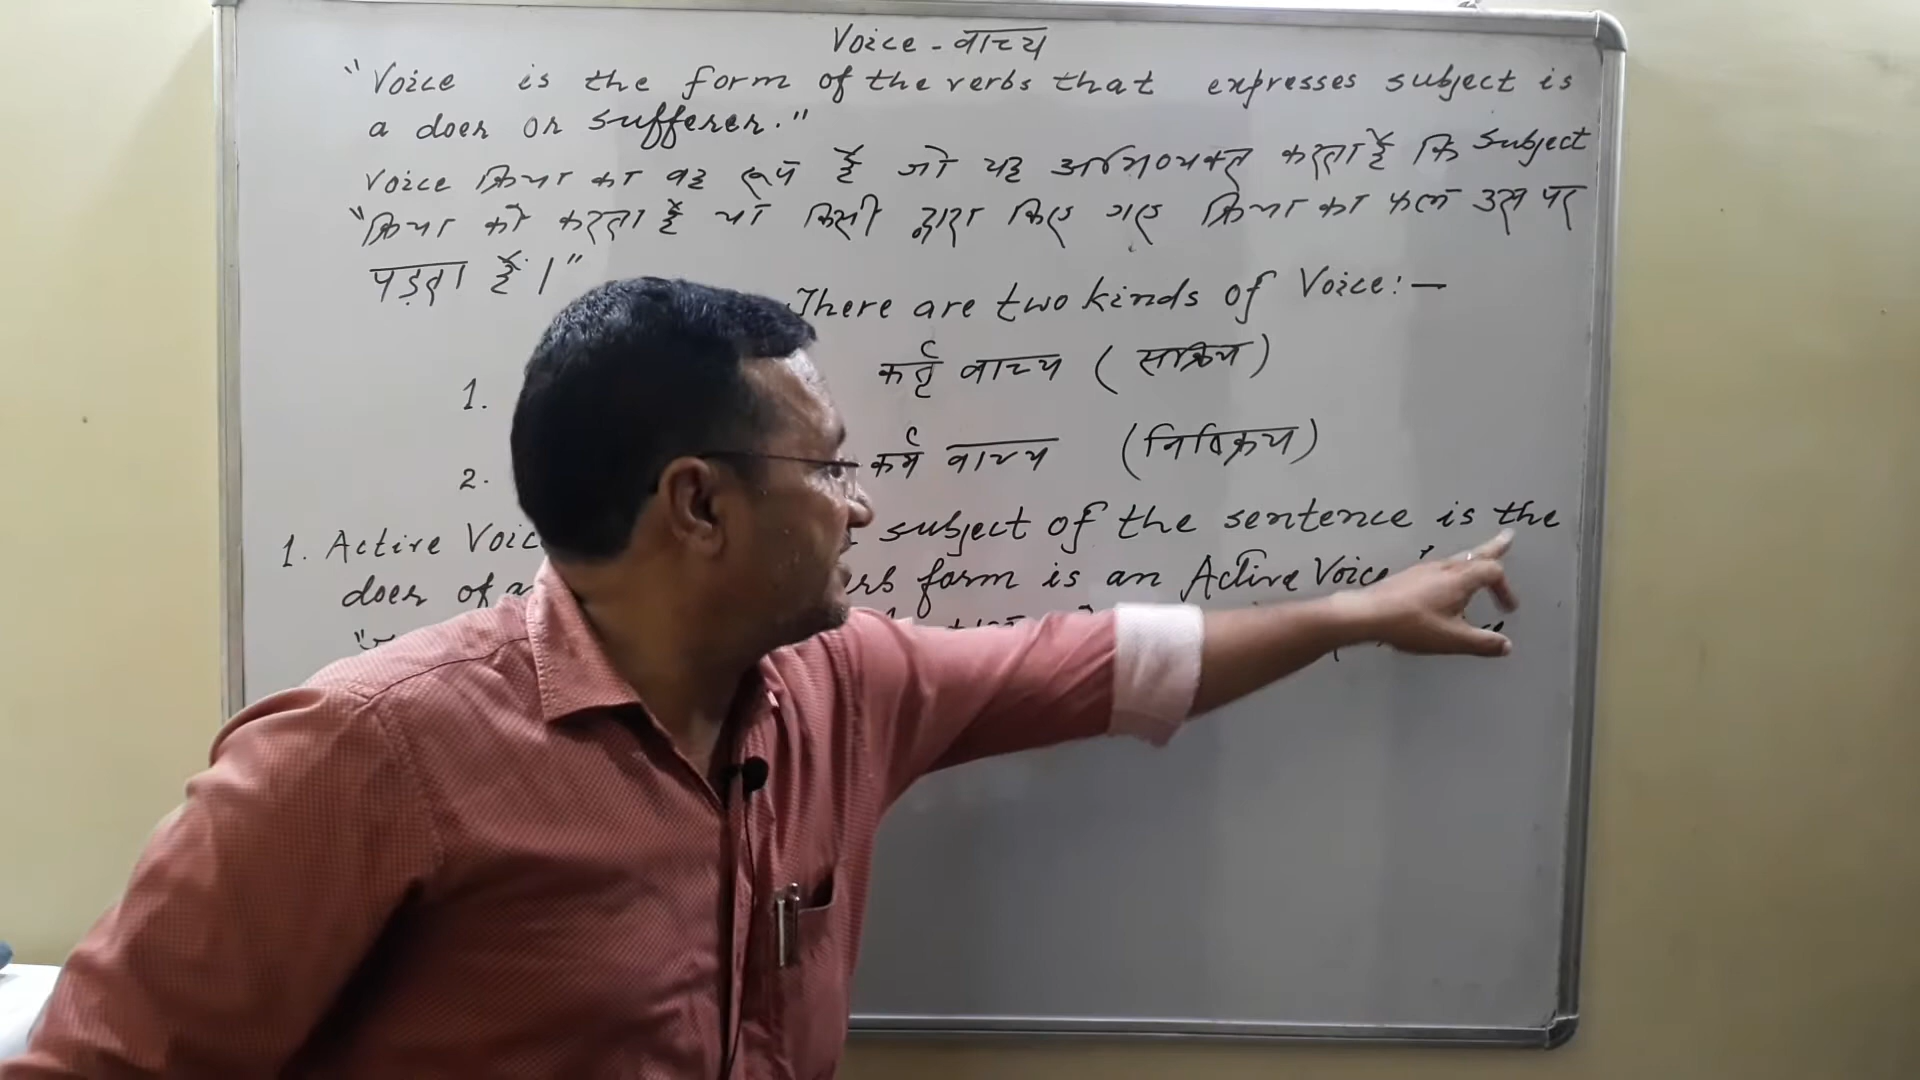 Voice - वाच्य
"Voice is the form of the verbs that expresses subject is
a doer or sufferer."
Voice क्रिया का वह रूप है जो यह अभिव्यक्त करता है कि Subject
"क्रिया को करता है या किसी द्वारा किए गए क्रिया का फल उस पर
पड़ता है।"
There are two kinds of Voice:-
1. कर्तृ वाच्य (सक्रिय)
2. कर्म वाच्य (निष्क्रिय)
1. Active Voic subject of the sentence is the
doer of a form is an Active Voice"